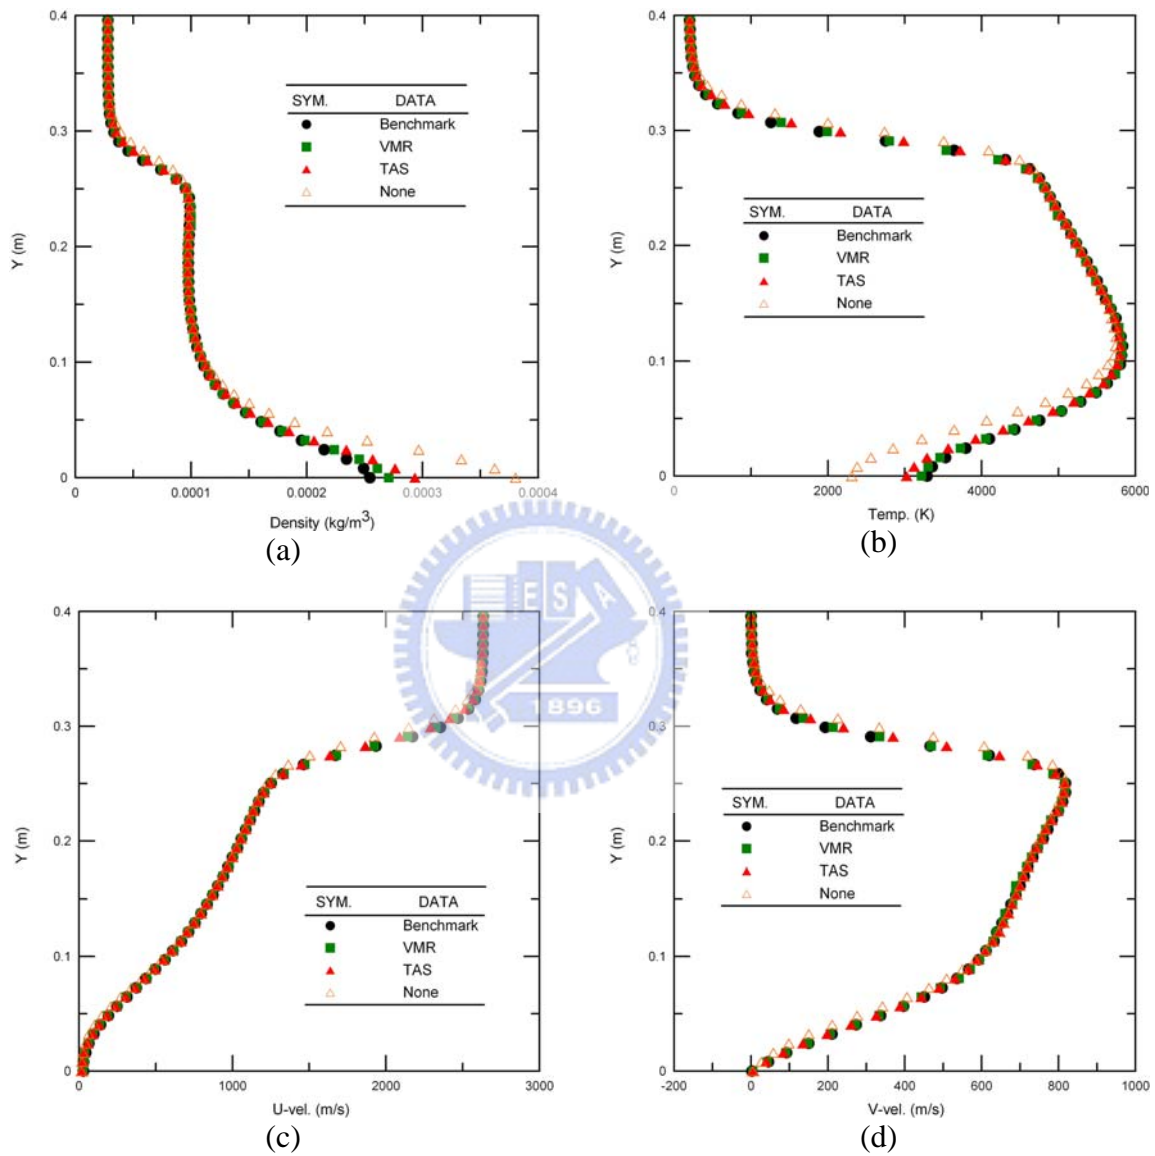 0.4
0.3
0.2
0.1
0
Y (m)
0
0.0001
0.0002
0.0003
0.0004
Density (kg/m³)
SYM. DATA
Benchmark
VMR
TAS
None
(a)
0.4
0.3
0.2
0.1
0
Y (m)
0
2000
4000
6000
Temp. (K)
SYM. DATA
Benchmark
VMR
TAS
None
(b)
E S A
1896
0.4
0.3
0.2
0.1
0
Y (m)
0
1000
2000
3000
U-vel. (m/s)
SYM. DATA
Benchmark
VMR
TAS
None
(c)
0.4
0.3
0.2
0.1
0
Y (m)
-200
0
200
400
600
800
1000
V-vel. (m/s)
SYM. DATA
Benchmark
VMR
TAS
None
(d)